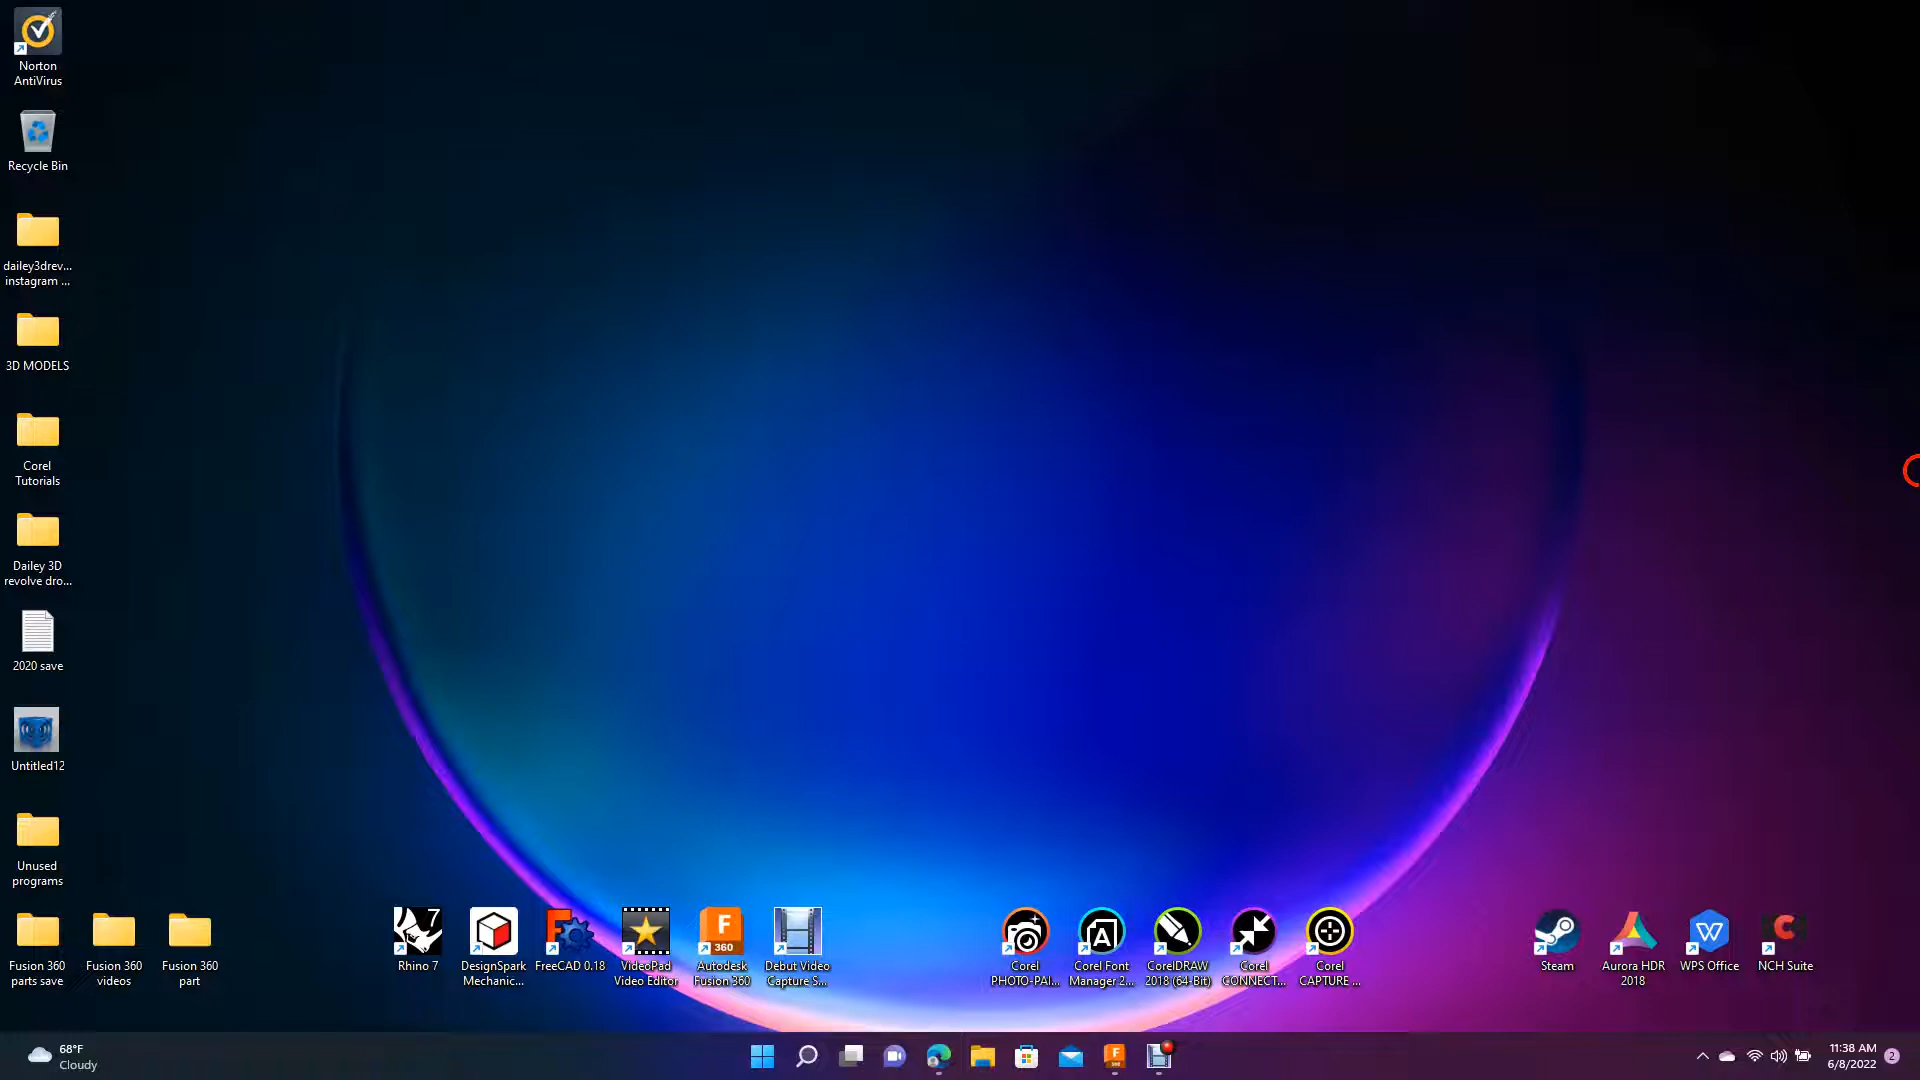 Norton
AntiVirus
Recycle Bin
dailey3drev...
instagram ...
3D MODELS
Corel
Tutorials
Dailey 3D
revolve dro...
2020 save
Untitled12
Unused
programs
Fusion 360
parts save
Fusion 360
videos
Fusion 360
part
7
Rhino 7
DesignSpark
Mechanic...
FreeCAD 0.18
VideoPad
Video Editor
F
360
Autodesk
Fusion 360
Debut Video
Capture S...
Corel
PHOTO-PAI...
Corel Font
Manager 2...
CorelDRAW
2018 (64-Bit)
Corel
CONNECT...
Corel
CAPTURE ...
Steam
Aurora HDR
2018
WPS Office
NCH Suite
68°F
Cloudy
11:38 AM
6/8/2022
2